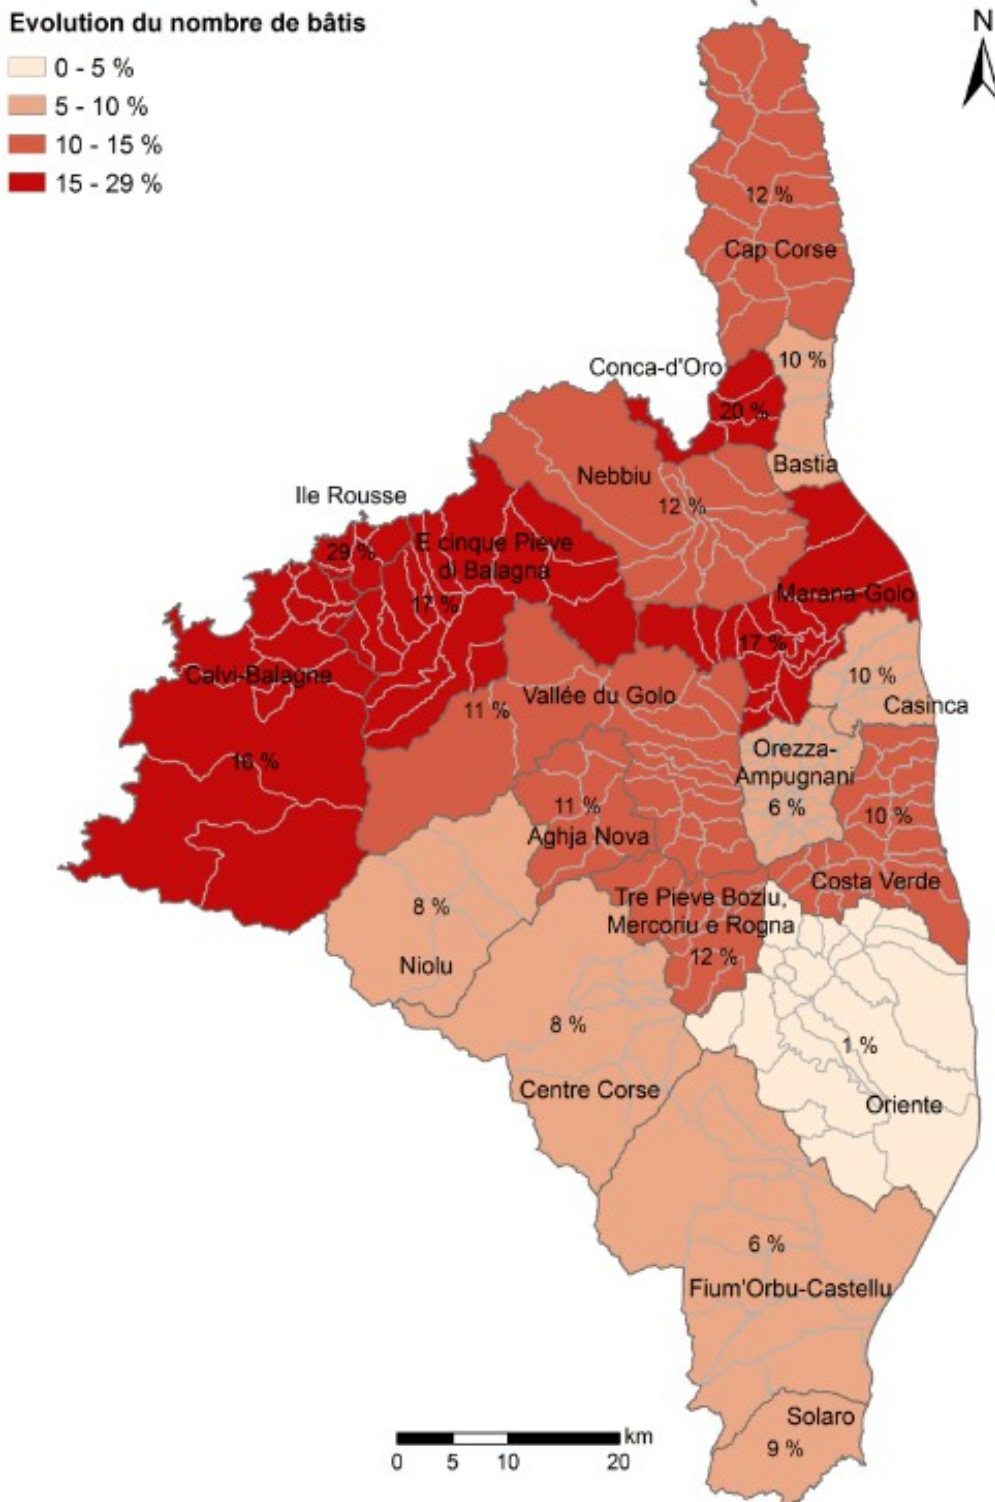 Evolution du nombre de bâtis
0 - 5 %
5 - 10 %
10 - 15 %
15 - 29 %
N
12 %
Cap Corse
10 %
Bastia
Conca-d'Oro
20 %
Nebbiu
12 %
Ile Rousse
29 %
E cinque Pieve
di Balagna
17 %
Marana-Golo
17 %
Calvi-Balagne
16 %
10 %
Casinca
Vallée du Golo
11 %
Orezza-
Ampugnani
6 %
11 %
Aghja Nova
10 %
Costa Verde
Tre Pieve Boziu,
Mercoriu e Rogna
12 %
8 %
Niolu
8 %
Centre Corse
1 %
Oriente
6 %
Fium'Orbu-Castellu
Solaro
9 %
km
0 5 10 20